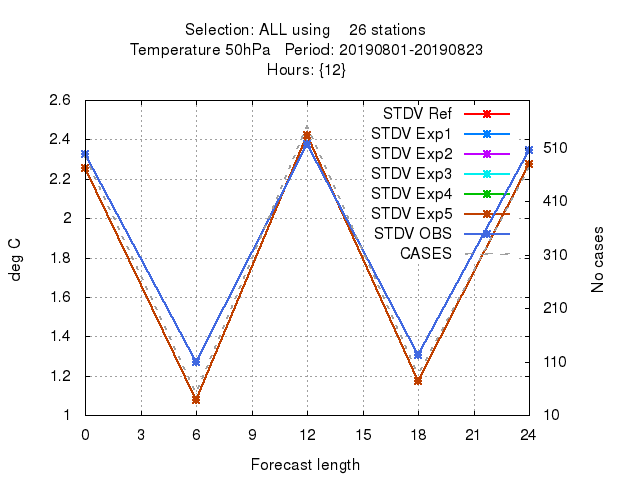 Selection: ALL using    26 stations
Temperature 50hPa   Period: 20190801-20190823
Hours: {12}
2.6
2.4
2.2
2
1.8
1.6
1.4
1.2
1
deg C
STDV Ref
STDV Exp1
STDV Exp2
STDV Exp3
STDV Exp4
STDV Exp5
STDV OBS
CASES
510
410
310
210
110
10
No cases
0 3 6 9 12 15 18 21 24
Forecast length